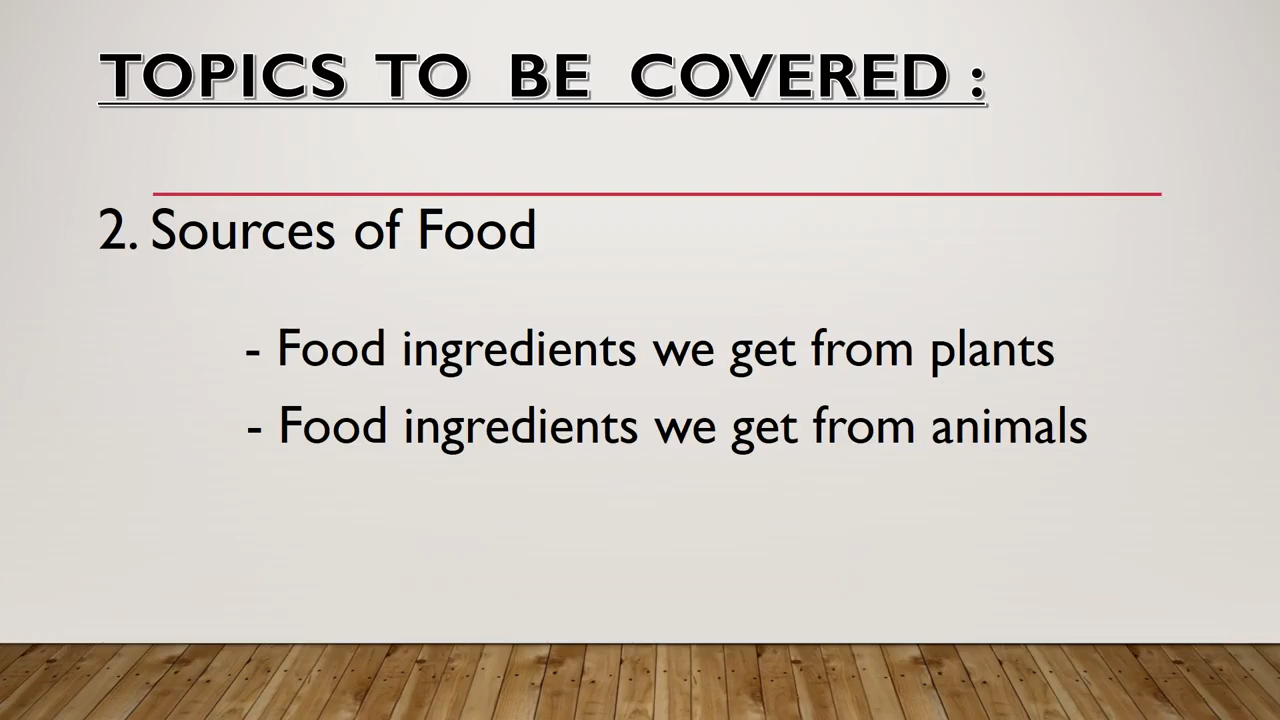 TOPICS TO BE COVERED :
2. Sources of Food
- Food ingredients we get from plants
- Food ingredients we get from animals